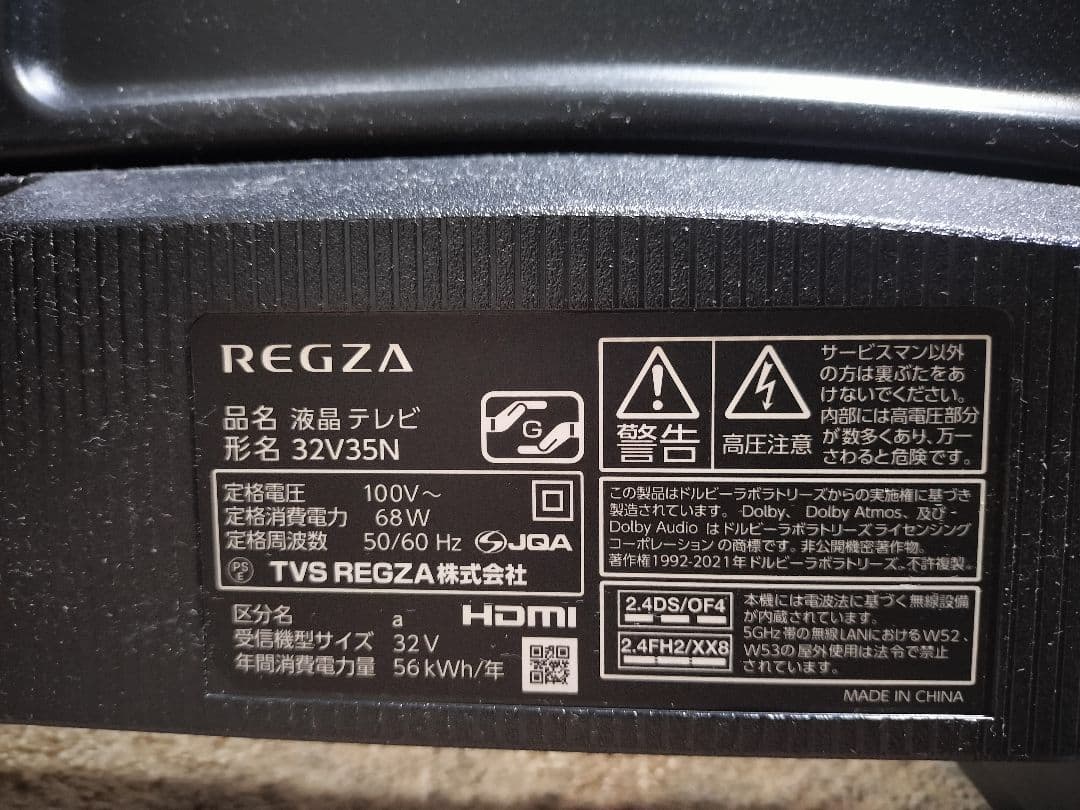 REGZA
品名 液晶テレビ
形名 32V35N
G
定格電圧 100V～
定格消費電力 68W
定格周波数 50/60 Hz JQA
PS E TVS REGZA株式会社
区分名 a
HDMI
受信機型サイズ 32V
年間消費電力量 56kWh/年
警告
高圧注意
サービスマン以外
の方は裏ぶたをあ
けないでください。
内部には高電圧部分
が数多くあり、万一
さわると危険です。
この製品はドルビーラボラトリーズからの実施権に基づき
製造されています。Dolby、Dolby Atmos、及び
Dolby Audio はドルビーラボラトリーズライセンシング
コーポレーションの商標です。非公開機密著作物。
著作権1992-2021年ドルビーラボラトリーズ。不許複製。
2.4DS/OF4
2.4FH2/XX8
本機には電波法に基づく無線設備
が内蔵されています。
5GHz帯の無線LANにおけるW52、
W53の屋外使用は法令で禁止
されています。
MADE IN CHINA